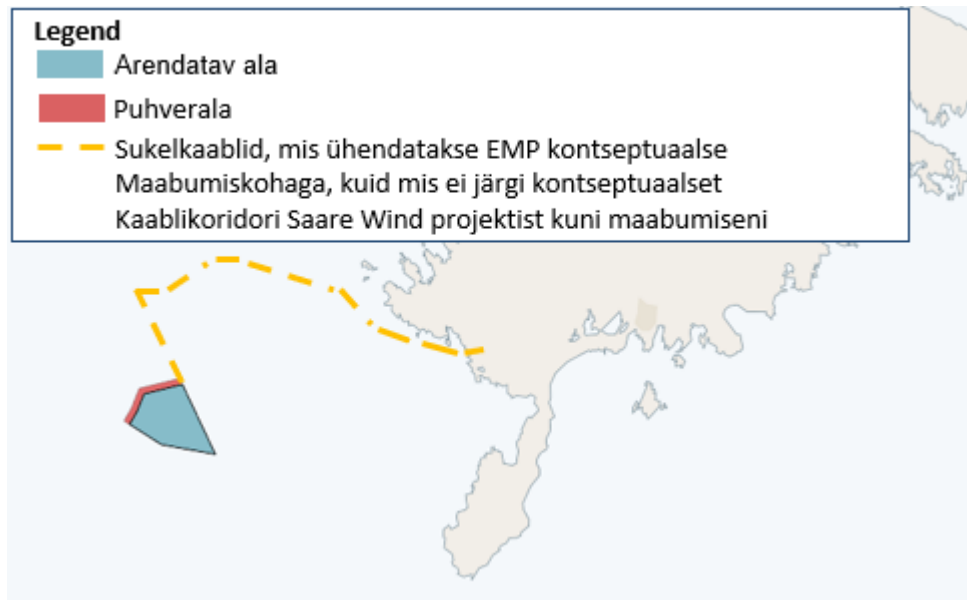 Legend
Arendatav ala
Puhverala
Sukelkaablid, mis ühendatakse EMP kontseptuaalse
Maabumiskohaga, kuid mis ei järgi kontseptuaalset
Kaablikoridori Saare Wind projektist kuni maabumiseni